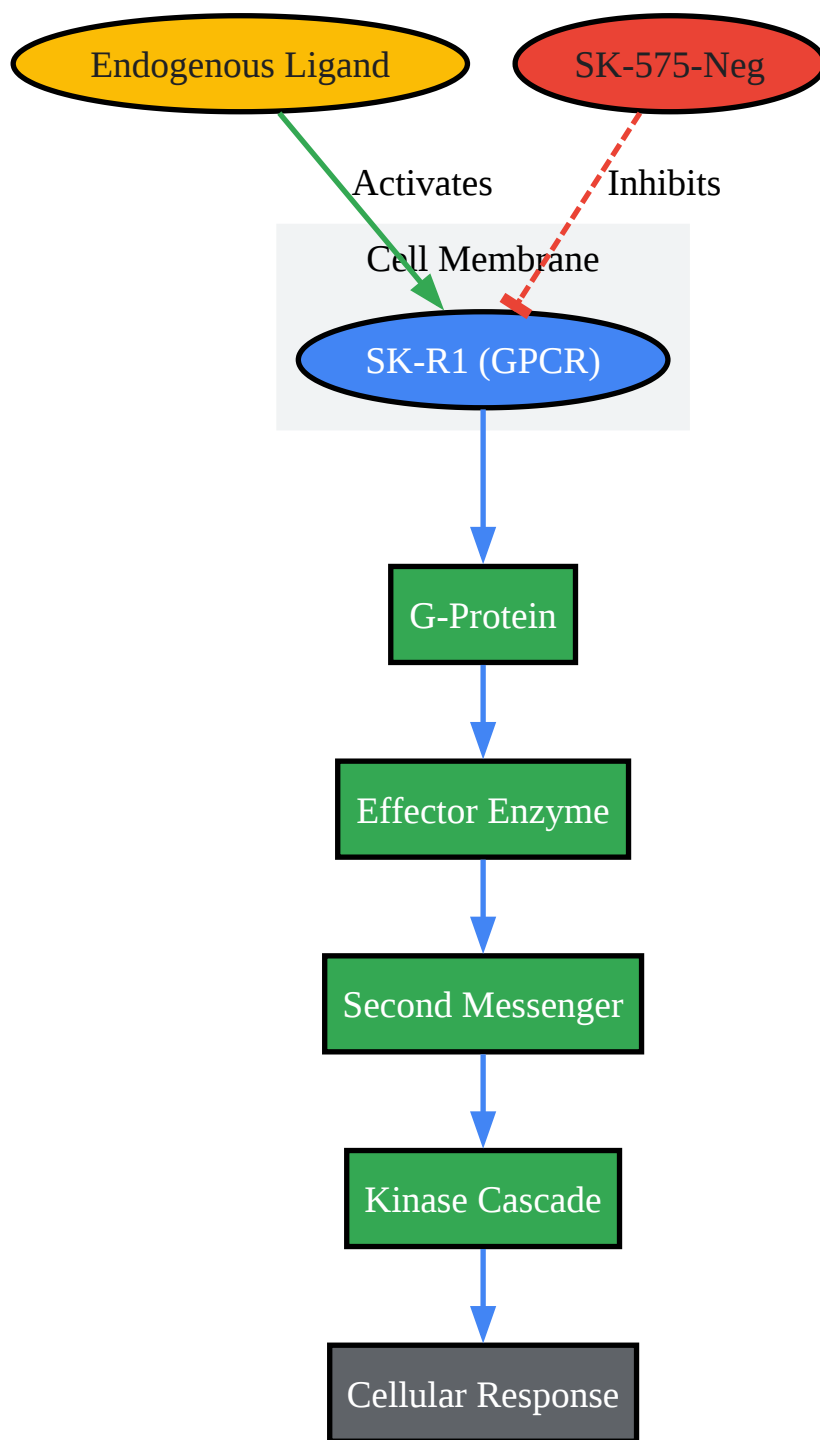 Endogenous Ligand
SK-575-Neg
Activates
Inhibits
Cell Membrane
SK-R1 (GPCR)
G-Protein
Effector Enzyme
Second Messenger
Kinase Cascade
Cellular Response